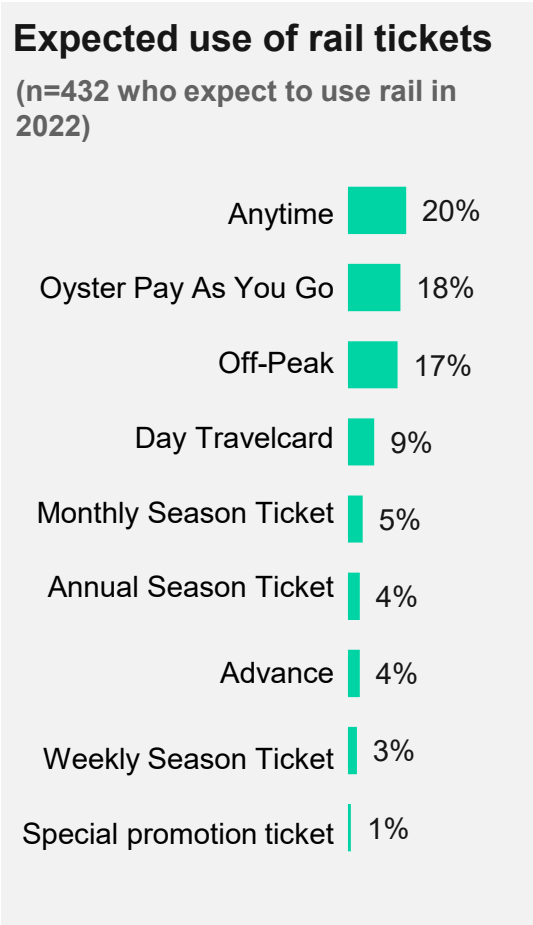 Expected use of rail tickets
(n=432 who expect to use rail in
2022)
Anytime 20%
Oyster Pay As You Go 18%
Off-Peak 17%
Day Travelcard 9%
Monthly Season Ticket 5%
Annual Season Ticket 4%
Advance 4%
Weekly Season Ticket 3%
Special promotion ticket 1%